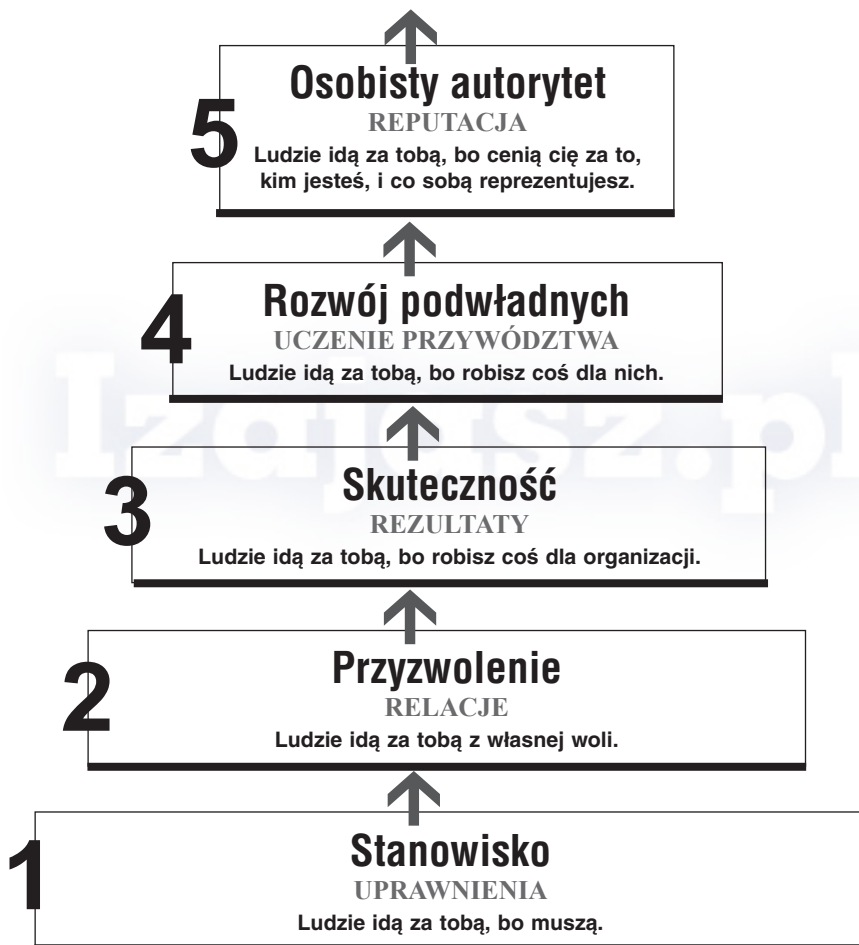 5
Osobisty autorytet
REPUTACJA
Ludzie idą za tobą, bo cenią cię za to,
kim jesteś, i co sobą reprezentujesz.
4
Rozwój podwładnych
UCZENIE PRZYWÓDZTWA
Ludzie idą za tobą, bo robisz coś dla nich.
Izajasz.pl
3
Skuteczność
REZULTATY
Ludzie idą za tobą, bo robisz coś dla organizacji.
2
Przyzwolenie
RELACJE
Ludzie idą za tobą z własnej woli.
1
Stanowisko
UPRAWNIENIA
Ludzie idą za tobą, bo muszą.